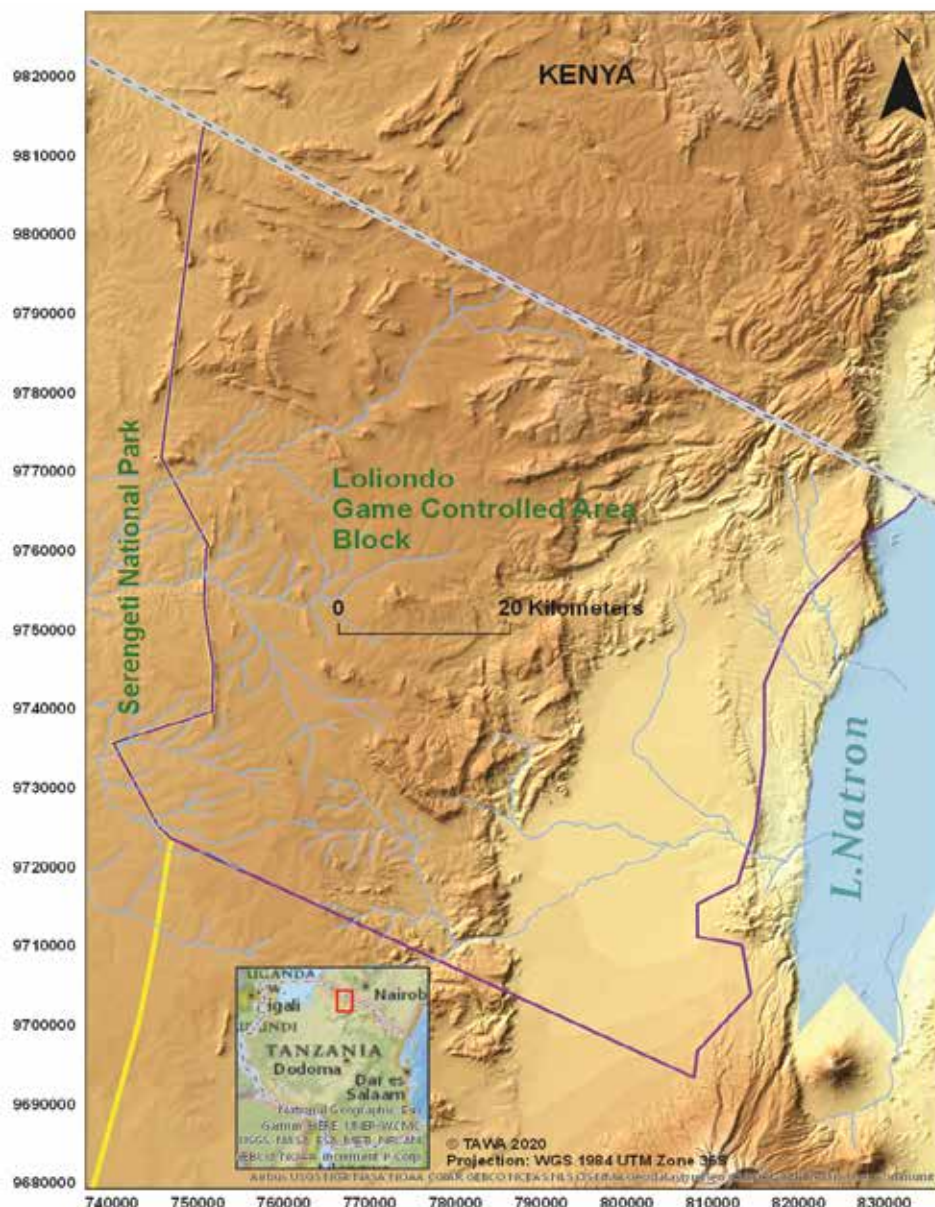 KENYA
N
9820000
9810000
9800000
9790000
9780000
9770000
9760000
9750000
9740000
9730000
9720000
9710000
9700000
9690000
9680000
Serengeti National Park
Loliondo
Game Controlled Area
Block
0 20 Kilometers
L.Natron
UGANDA
igali
Nairob
TANZANIA
Dodoma
Dar es
Salaam
National Geographic, Esri
© TAWA 2020
Projection: WGS 1984 UTM Zone 36S
740000 750000 760000 770000 780000 790000 800000 810000 820000 830000